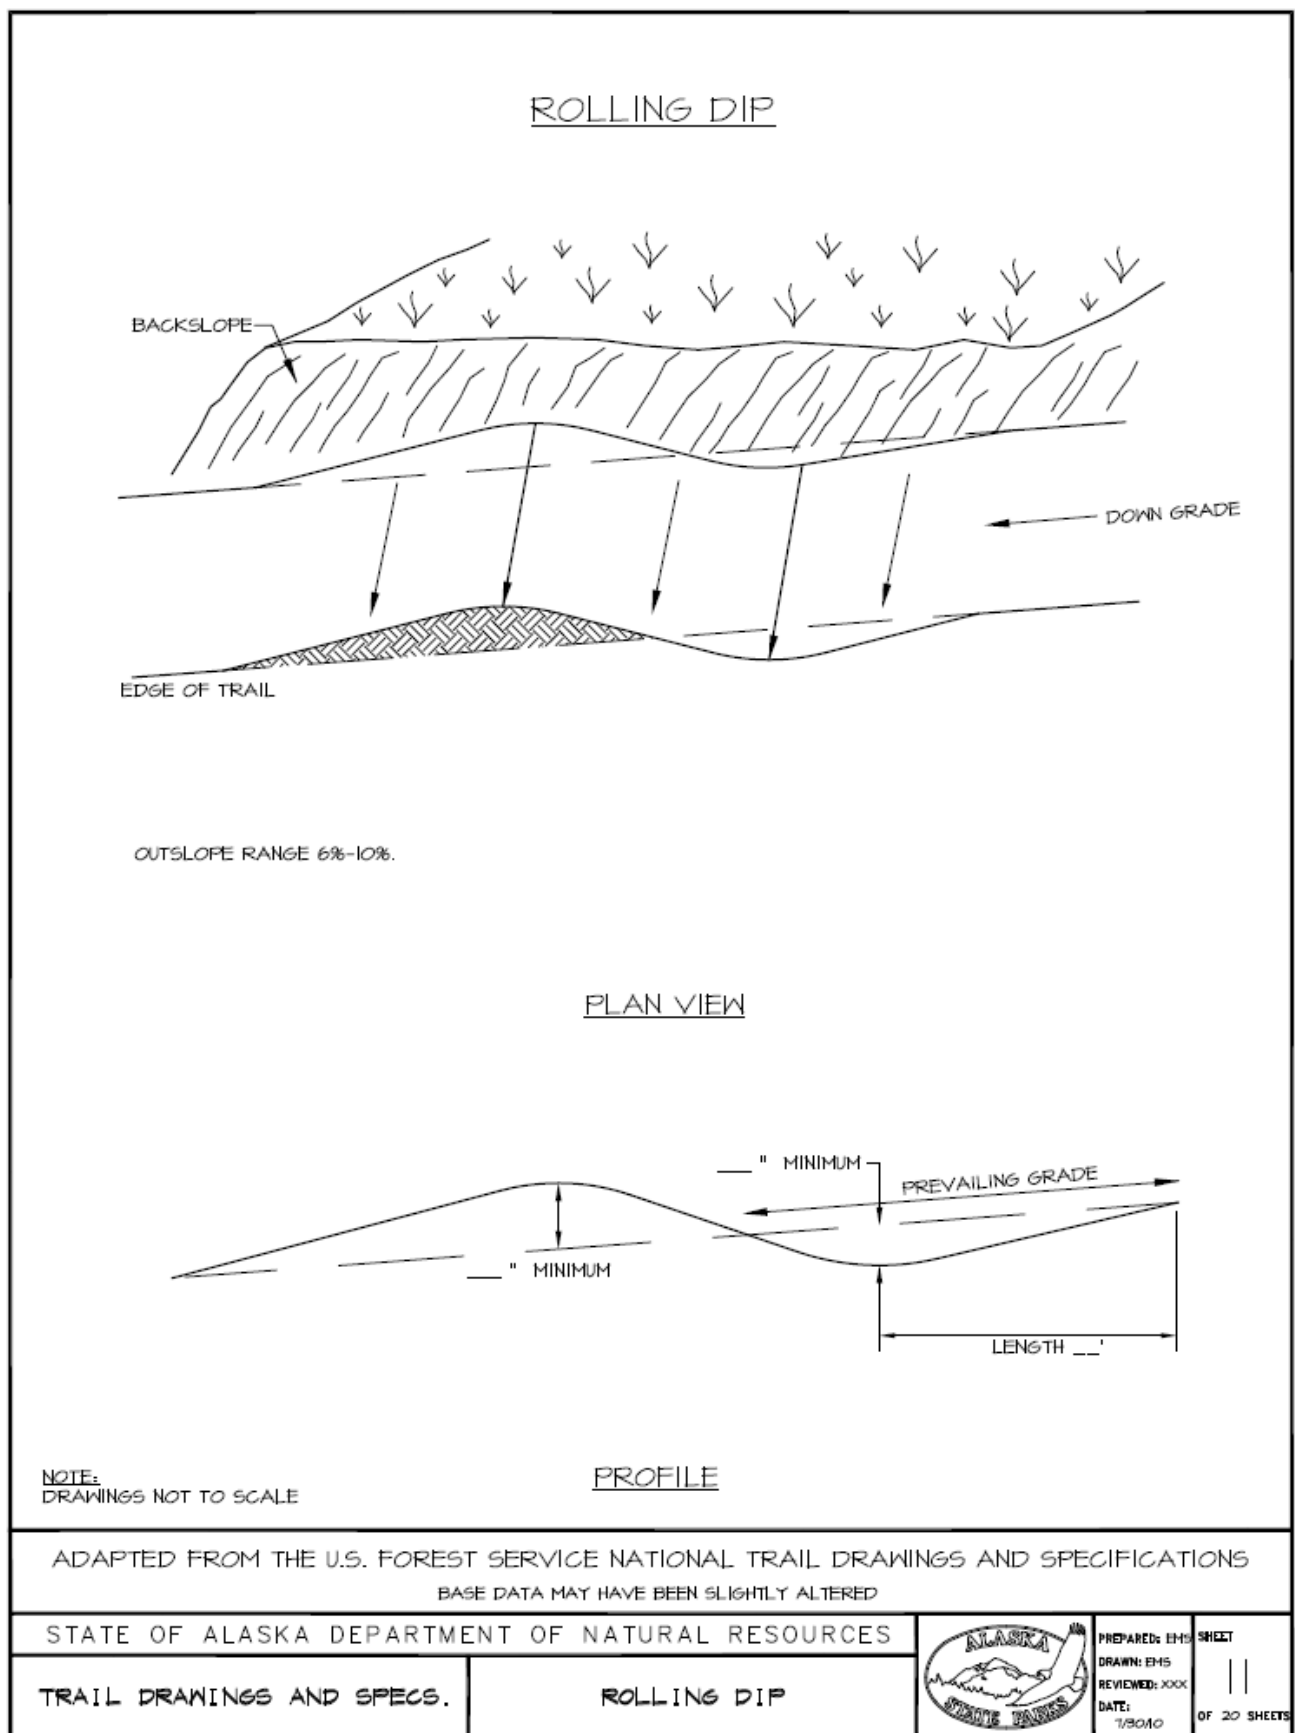 ROLLING DIP
BACKSLOPE
DOWN GRADE
EDGE OF TRAIL
OUTSLOPE RANGE 6%-10%.
PLAN VIEW
___ " MINIMUM
PREVAILING GRADE
___ " MINIMUM
LENGTH __'
PROFILE
NOTE:
DRAWINGS NOT TO SCALE
ADAPTED FROM THE U.S. FOREST SERVICE NATIONAL TRAIL DRAWINGS AND SPECIFICATIONS
BASE DATA MAY HAVE BEEN SLIGHTLY ALTERED
STATE OF ALASKA DEPARTMENT OF NATURAL RESOURCES
TRAIL DRAWINGS AND SPECS.
ROLLING DIP
ALASKA
STATE PARKS
PREPARED: EMS
DRAWN: EMS
REVIEWED: XXX
DATE:
7/30/10
SHEET
11
OF 20 SHEETS